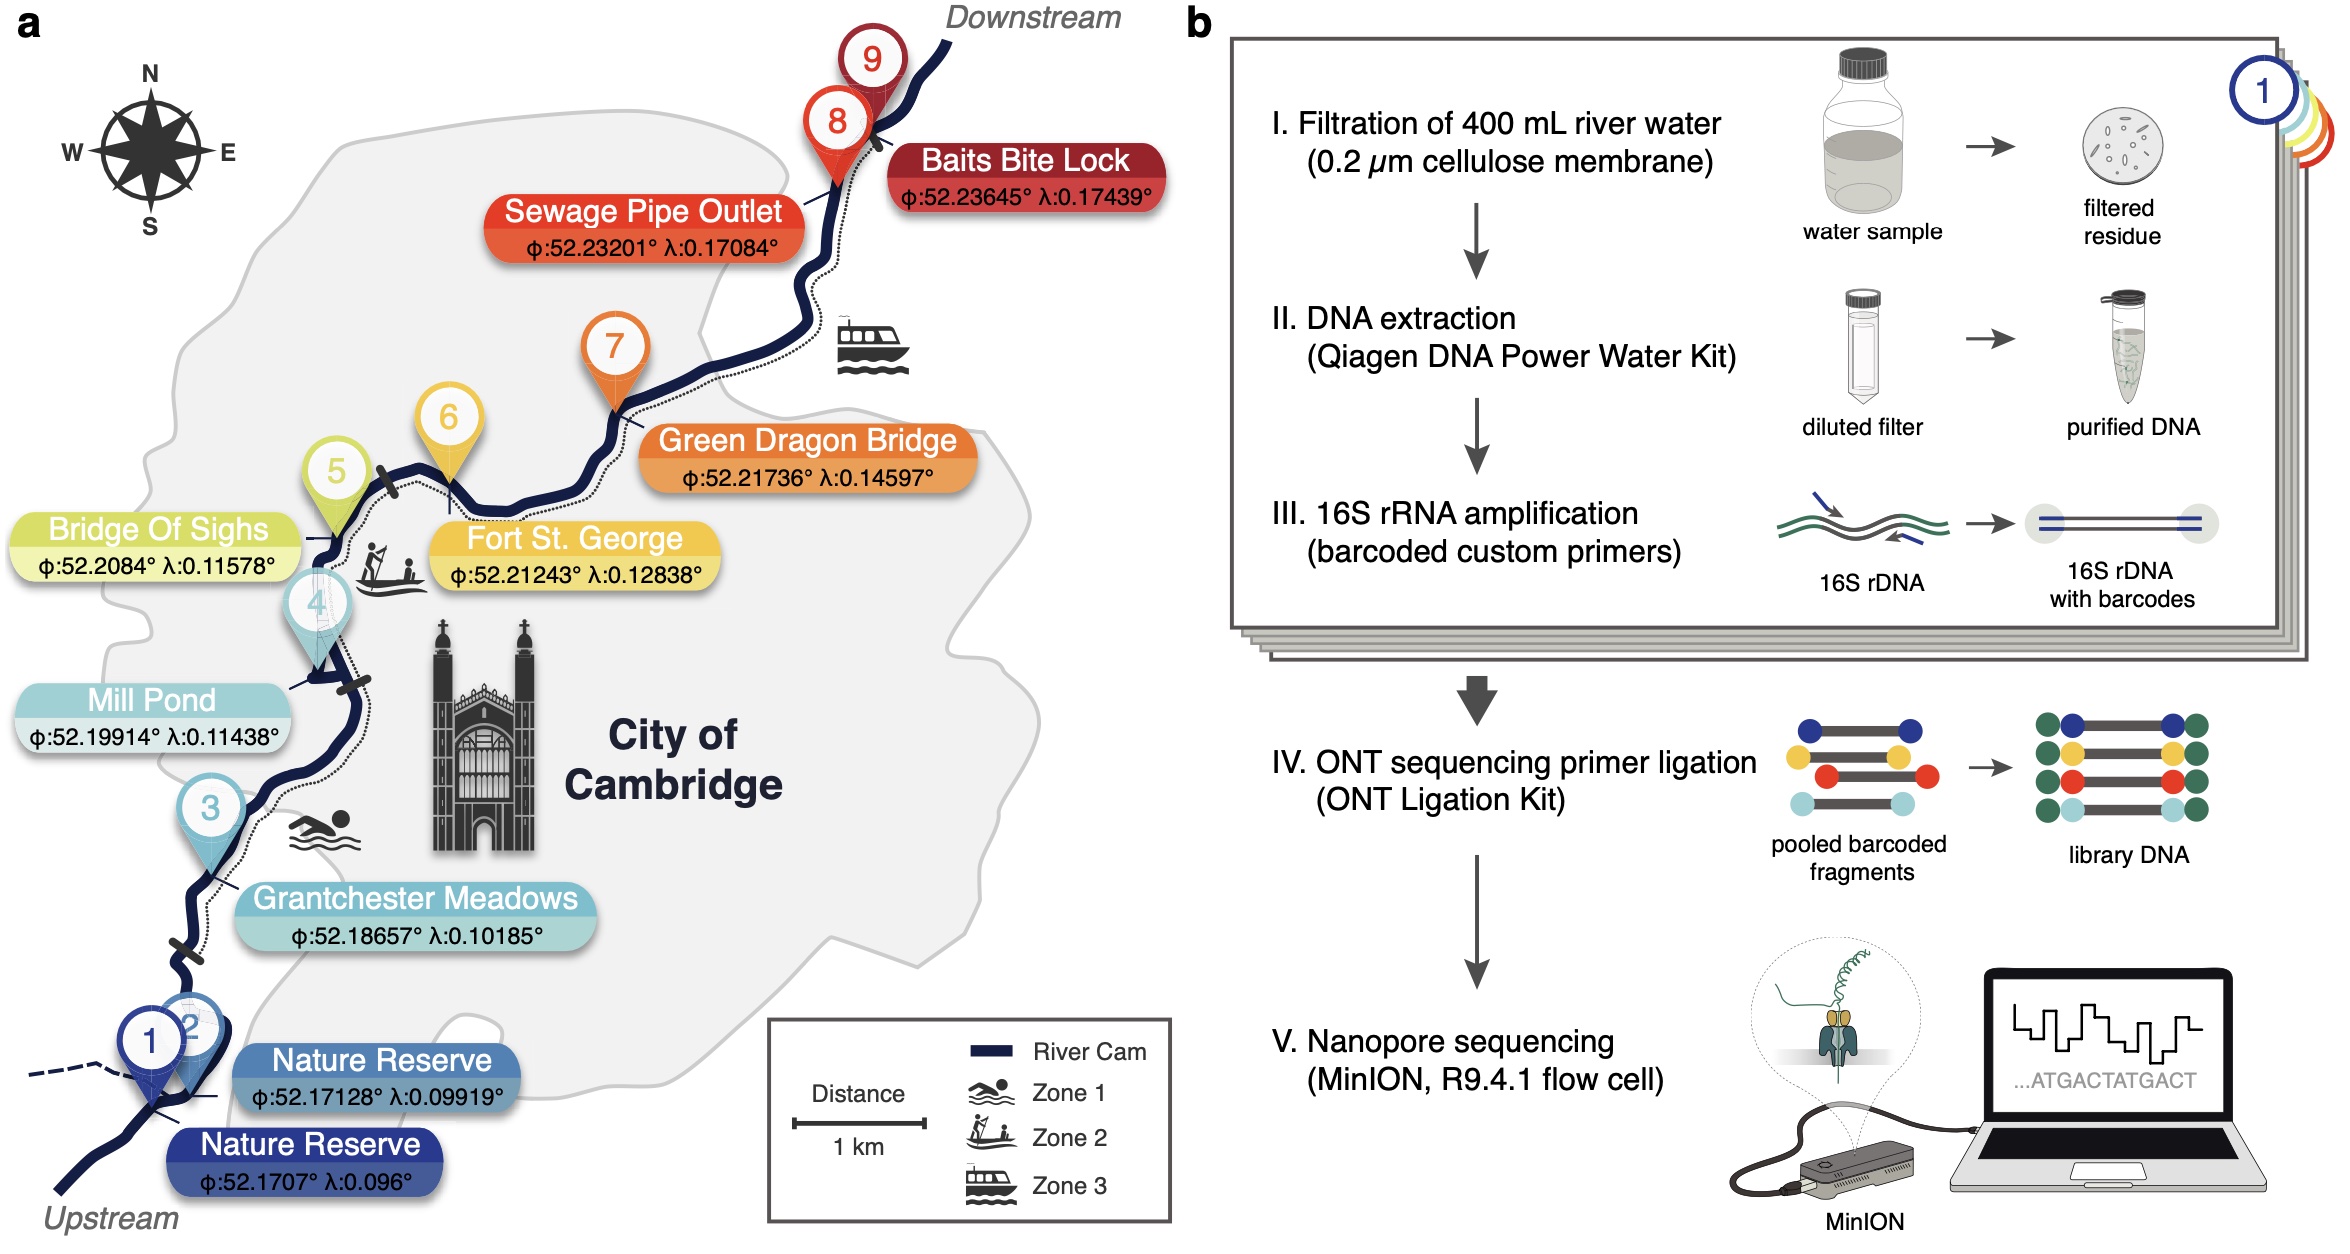 a
Downstream
N
W
E
S
9
8
Baits Bite Lock
φ:52.23645° λ:0.17439°
Sewage Pipe Outlet
φ:52.23201° λ:0.17084°
7
6
Green Dragon Bridge
φ:52.21736° λ:0.14597°
5
Bridge Of Sighs
φ:52.2084° λ:0.11578°
Fort St. George
φ:52.21243° λ:0.12838°
4
Mill Pond
φ:52.19914° λ:0.11438°
City of
Cambridge
3
Grantchester Meadows
φ:52.18657° λ:0.10185°
1
2
Nature Reserve
φ:52.17128° λ:0.09919°
Nature Reserve
φ:52.1707° λ:0.096°
Upstream
Distance
1 km
River Cam
Zone 1
Zone 2
Zone 3
b
1
I. Filtration of 400 mL river water
(0.2 µm cellulose membrane)
water sample
filtered
residue
II. DNA extraction
(Qiagen DNA Power Water Kit)
diluted filter
purified DNA
III. 16S rRNA amplification
(barcoded custom primers)
16S rDNA
16S rDNA
with barcodes
IV. ONT sequencing primer ligation
(ONT Ligation Kit)
pooled barcoded
fragments
library DNA
V. Nanopore sequencing
(MinION, R9.4.1 flow cell)
...ATGACTATGACT
MinION